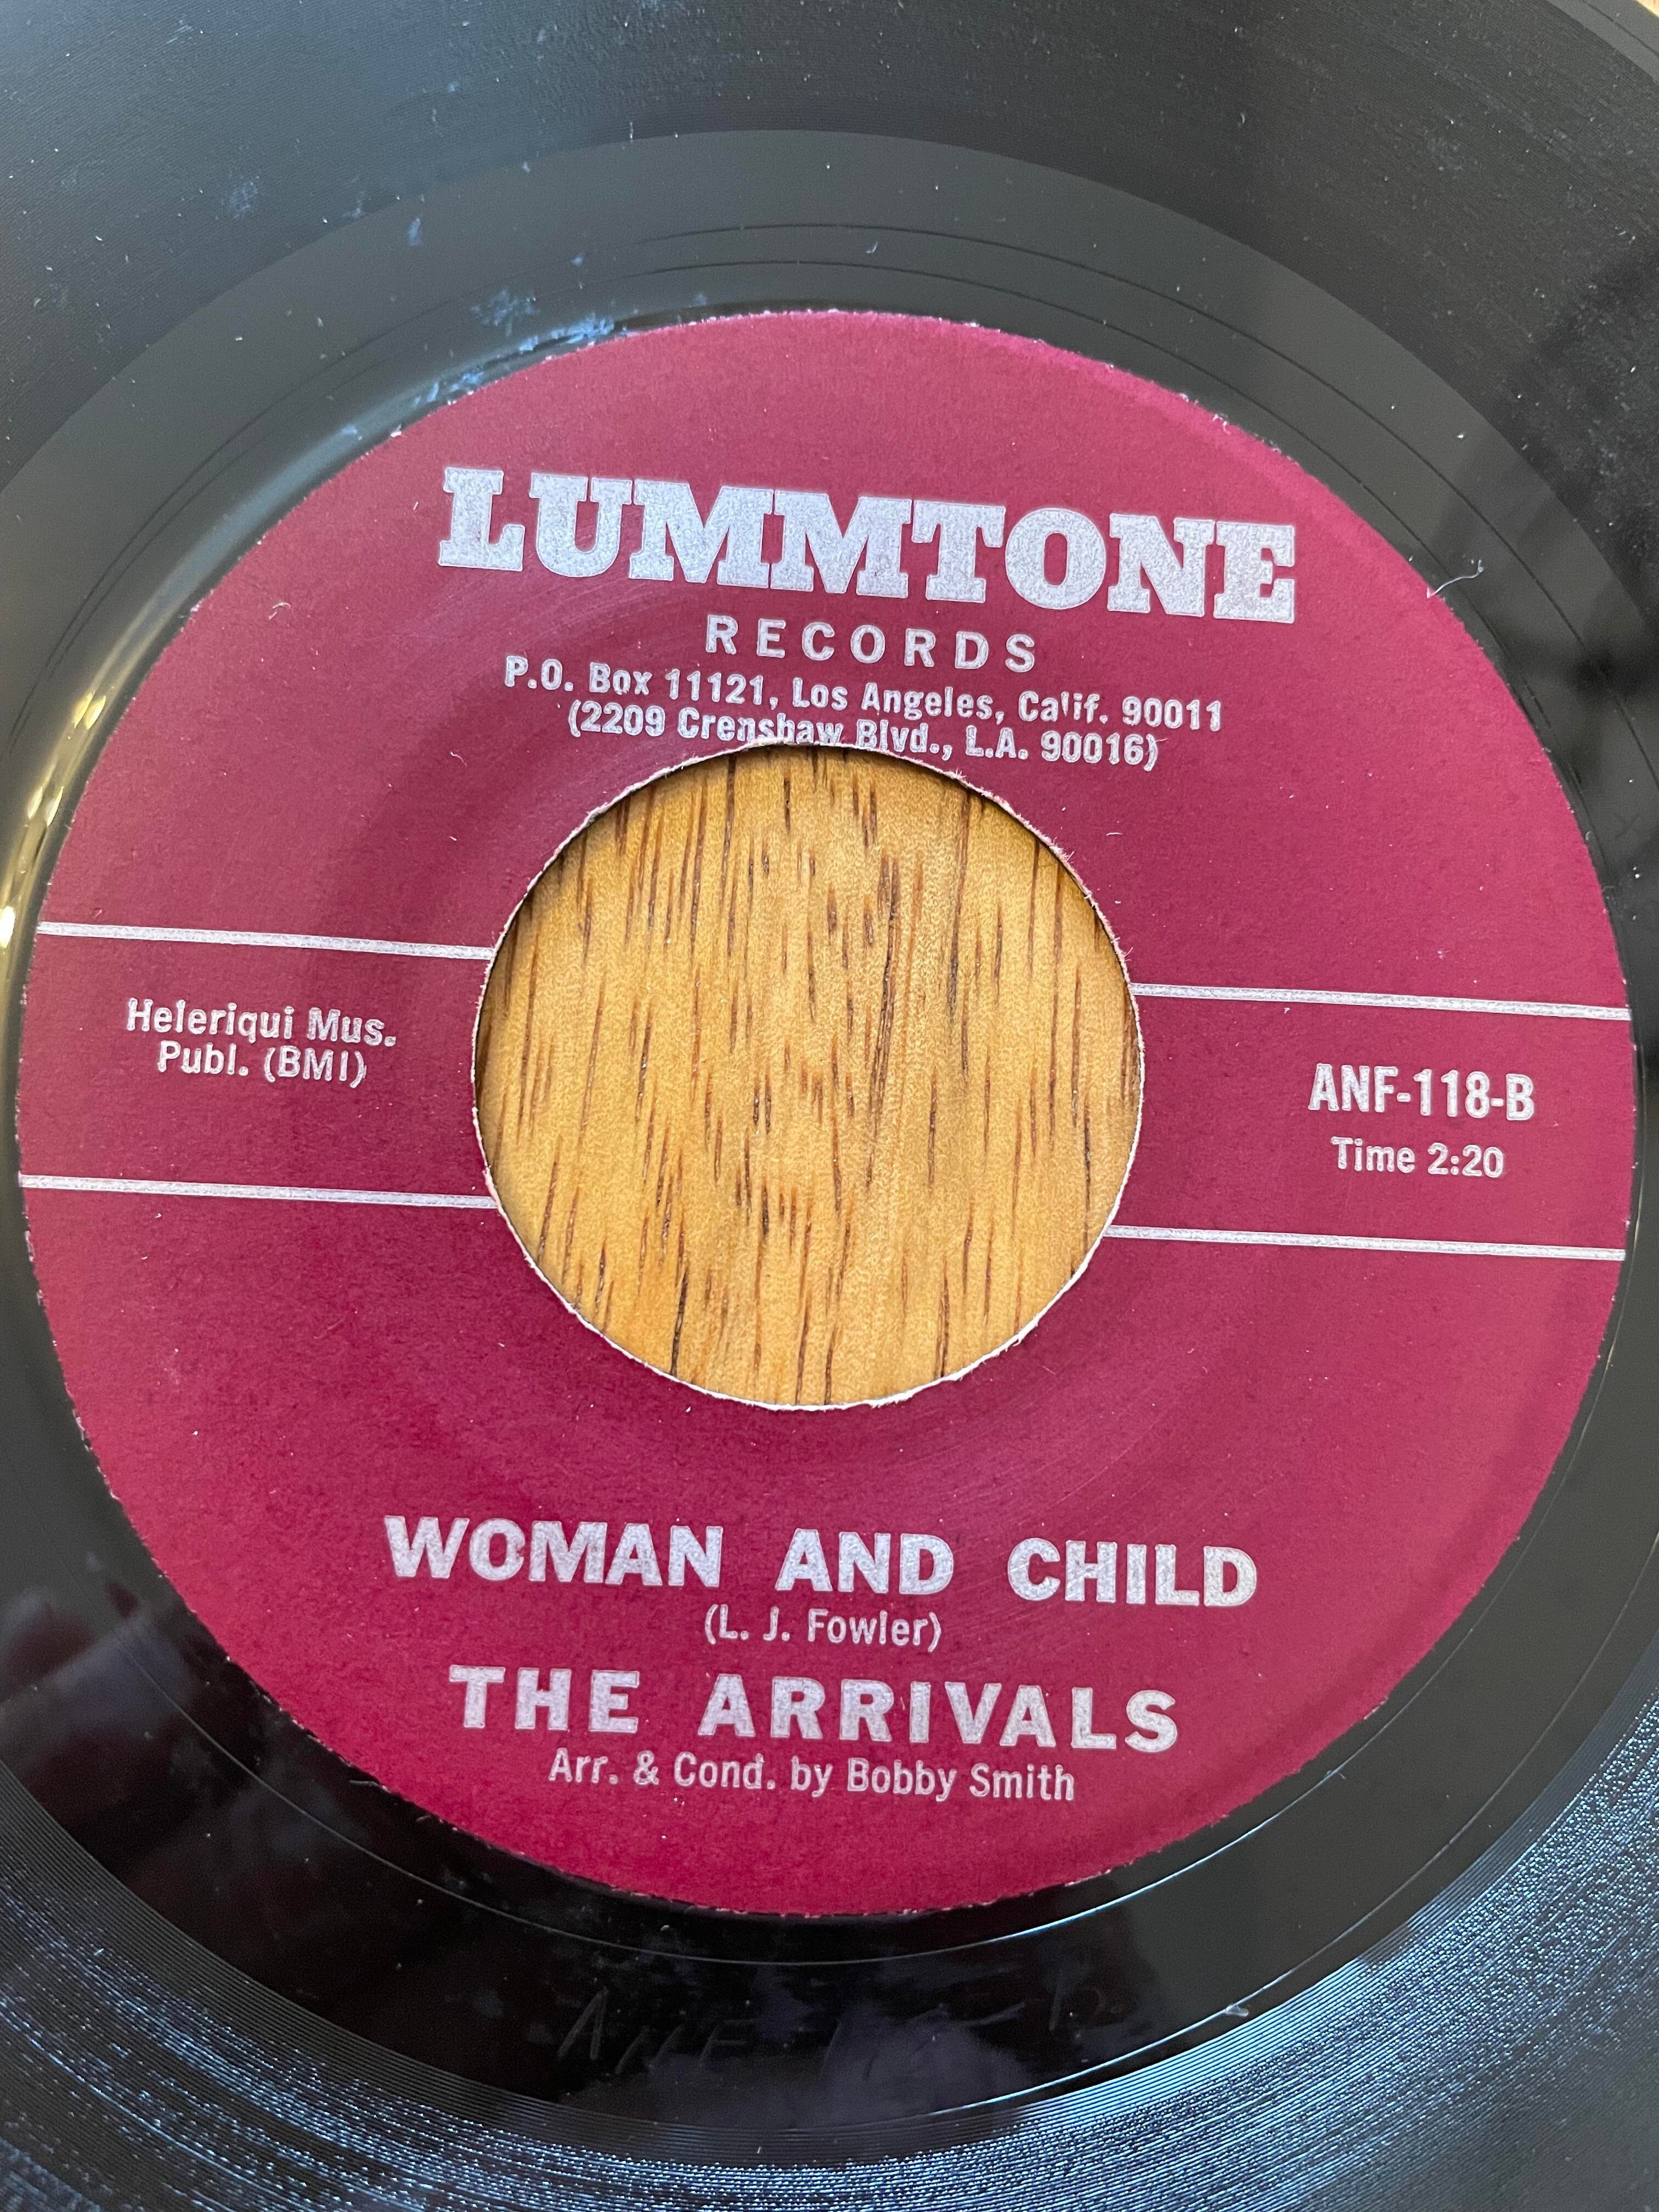 LUMMTONE
RECORDS
P.O. Box 11121, Los Angeles, Calif. 90011
(2209 Crenshaw Blvd., L.A. 90016)
Heleriqui Mus.
Publ. (BMI)
ANF-118-B
Time 2:20
WOMAN AND CHILD
(L. J. Fowler)
THE ARRIVALS
Arr. & Cond. by Bobby Smith